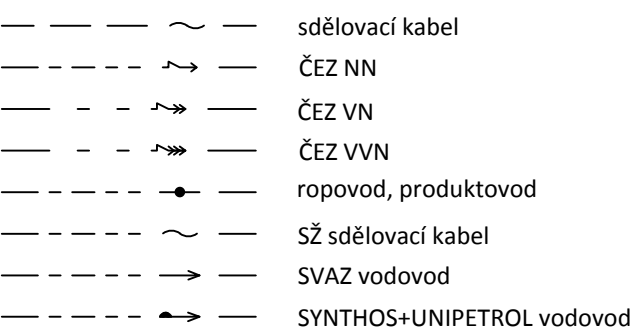 sdělovací kabel
ČEZ NN
ČEZ VN
ČEZ VVN
ropovod, produktovod
SŽ sdělovací kabel
SVAZ vodovod
SYNTHOS+UNIPETROL vodovod